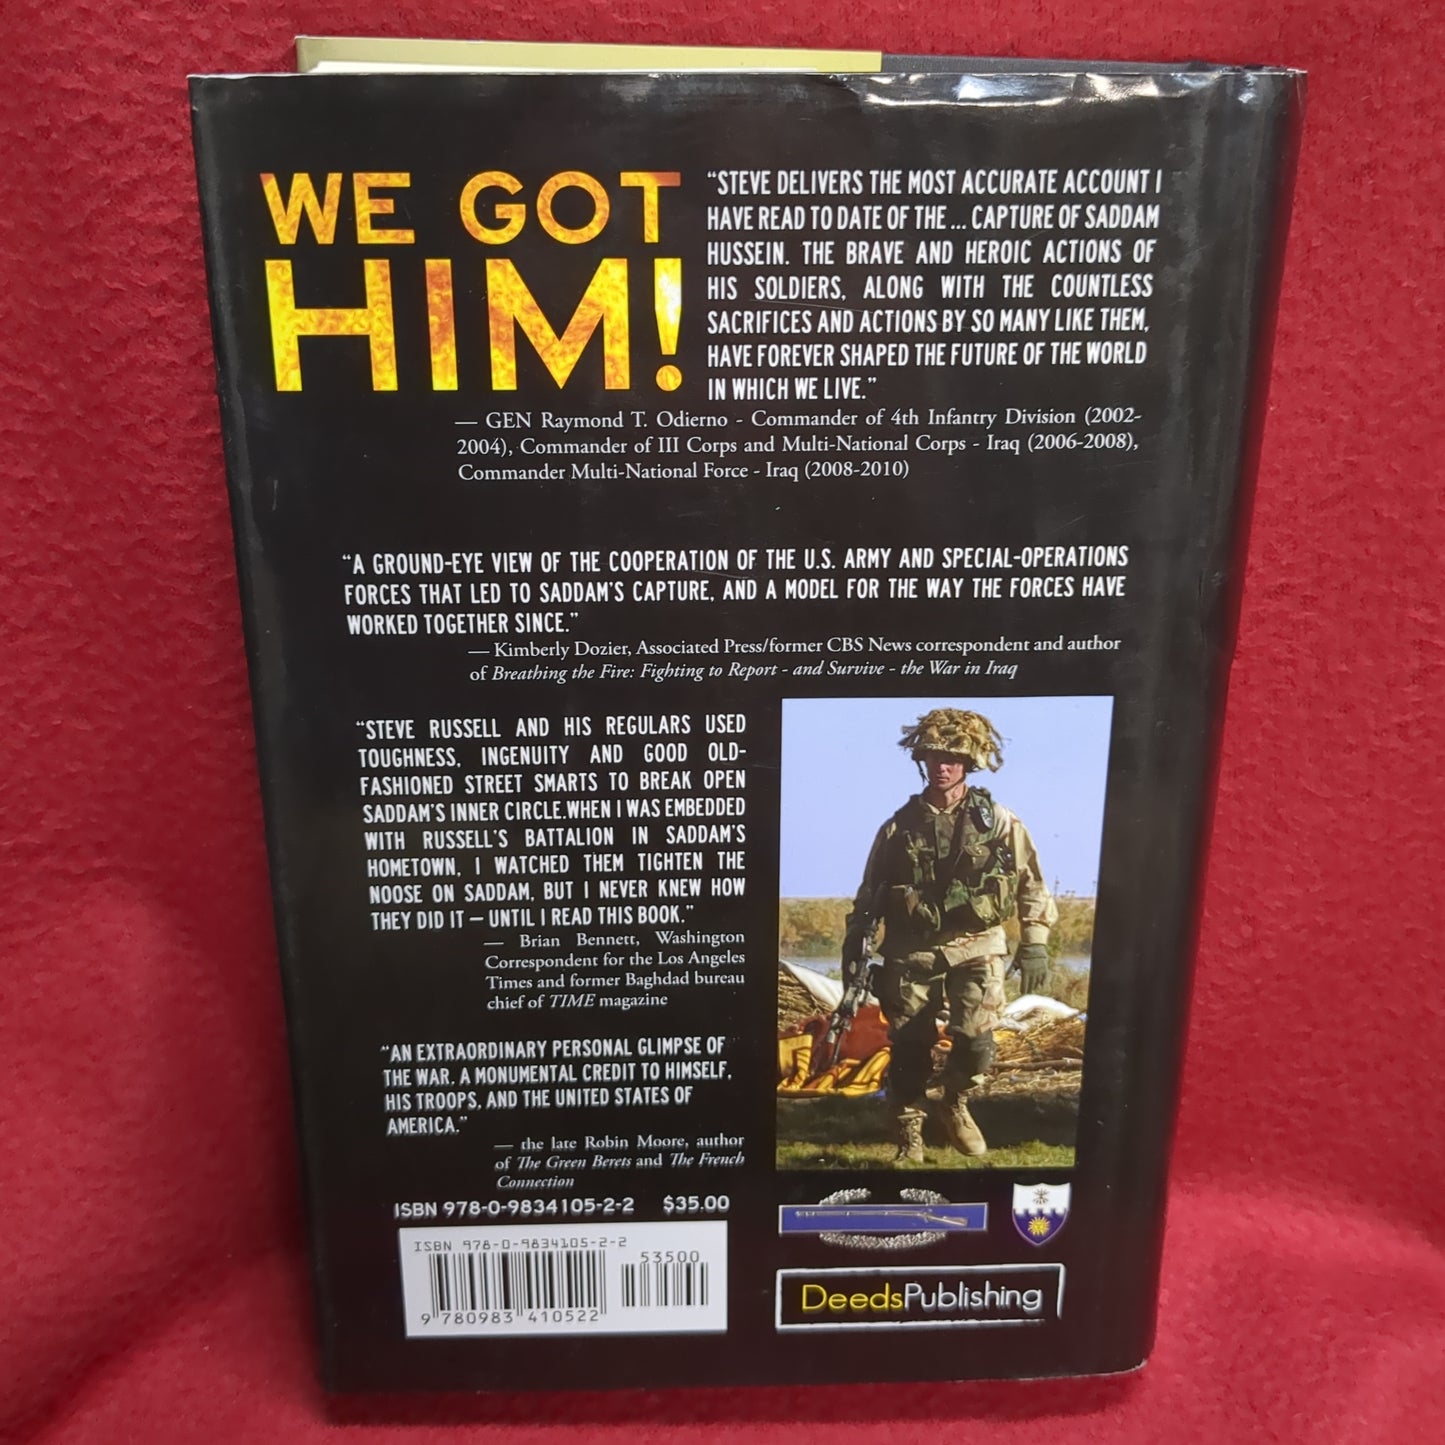 WE GOT
HIM!
“STEVE DELIVERS THE MOST ACCURATE ACCOUNT I
HAVE READ TO DATE OF THE ... CAPTURE OF SADDAM
HUSSEIN. THE BRAVE AND HEROIC ACTIONS OF
HIS SOLDIERS, ALONG WITH THE COUNTLESS
SACRIFICES AND ACTIONS BY SO MANY LIKE THEM,
HAVE FOREVER SHAPED THE FUTURE OF THE WORLD
IN WHICH WE LIVE.”
— GEN Raymond T. Odierno - Commander of 4th Infantry Division (2002-
2004), Commander of III Corps and Multi-National Corps - Iraq (2006-2008),
Commander Multi-National Force - Iraq (2008-2010)
“A GROUND-EYE VIEW OF THE COOPERATION OF THE U.S. ARMY AND SPECIAL-OPERATIONS
FORCES THAT LED TO SADDAM’S CAPTURE, AND A MODEL FOR THE WAY THE FORCES HAVE
WORKED TOGETHER SINCE.”
— Kimberly Dozier, Associated Press/former CBS News correspondent and author
of Breathing the Fire: Fighting to Report - and Survive - the War in Iraq
“STEVE RUSSELL AND HIS REGULARS USED
TOUGHNESS, INGENUITY AND GOOD OLD-
FASHIONED STREET SMARTS TO BREAK OPEN
SADDAM’S INNER CIRCLE.WHEN I WAS EMBEDDED
WITH RUSSELL’S BATTALION IN SADDAM’S
HOMETOWN, I WATCHED THEM TIGHTEN THE
NOOSE ON SADDAM, BUT I NEVER KNEW HOW
THEY DID IT — UNTIL I READ THIS BOOK.”
— Brian Bennett, Washington
Correspondent for the Los Angeles
Times and former Baghdad bureau
chief of TIME magazine
“AN EXTRAORDINARY PERSONAL GLIMPSE OF
THE WAR, A MONUMENTAL CREDIT TO HIMSELF,
HIS TROOPS, AND THE UNITED STATES OF
AMERICA.”
— the late Robin Moore, author
of The Green Berets and The French
Connection
ISBN 978-0-9834105-2-2 $35.00
ISBN 978-0-9834105-2-2
53500
9 780983 410522
DeedsPublishing